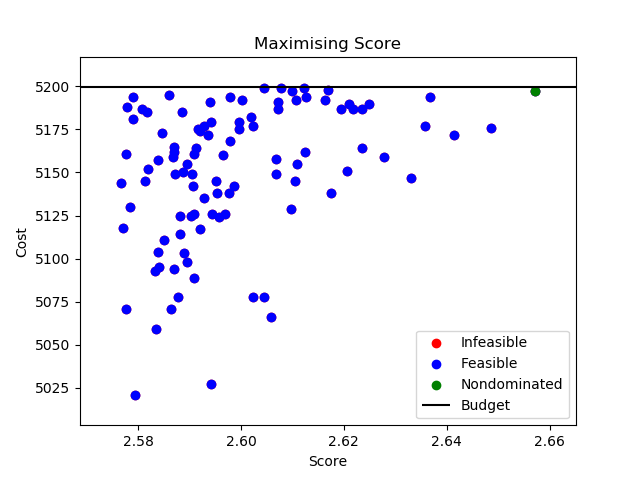 Maximising Score
Cost
5200
5175
5150
5125
5100
5075
5050
5025
Infeasible
Feasible
Nondominated
Budget
2.58 2.60 2.62 2.64 2.66
Score